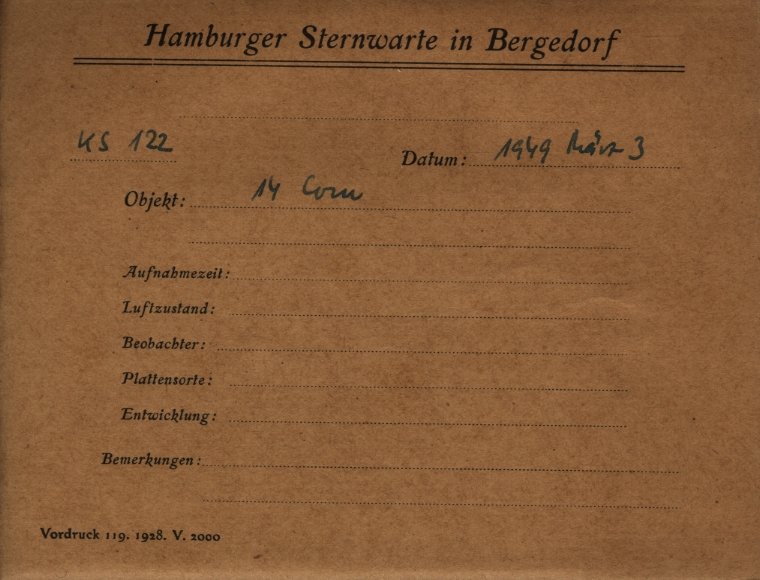 Hamburger Sternwarte in Bergedorf
KS 122
Datum: 1949 März 3
Objekt: 14 Com
Aufnahmezeit:
Luftzustand:
Beobachter:
Plattensorte:
Entwicklung:
Bemerkungen:
Vordruck 119. 1928. V. 2000